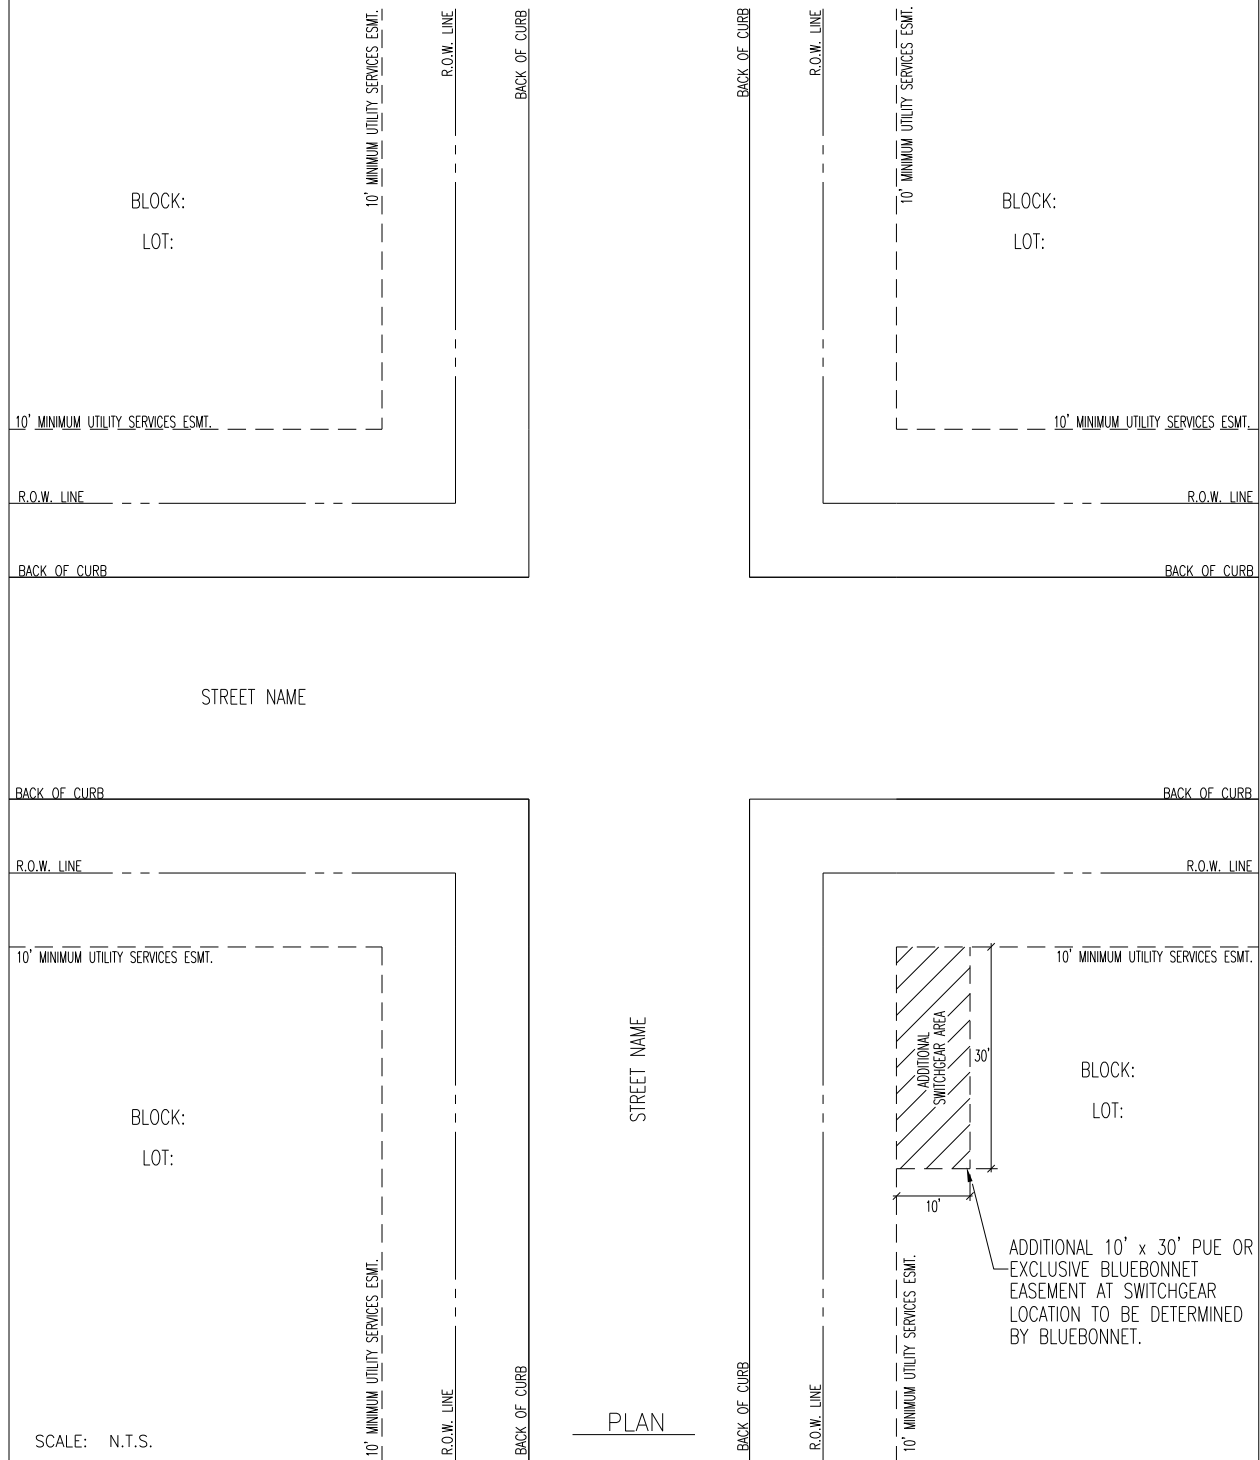 10' MINIMUM UTILITY SERVICES ESMT.
R.O.W. LINE
BACK OF CURB
BACK OF CURB
R.O.W. LINE
10' MINIMUM UTILITY SERVICES ESMT.
BLOCK:
LOT:
BLOCK:
LOT:
10' MINIMUM UTILITY SERVICES ESMT.
10' MINIMUM UTILITY SERVICES ESMT.
R.O.W. LINE
R.O.W. LINE
BACK OF CURB
BACK OF CURB
STREET NAME
BACK OF CURB
BACK OF CURB
R.O.W. LINE
R.O.W. LINE
10' MINIMUM UTILITY SERVICES ESMT.
10' MINIMUM UTILITY SERVICES ESMT.
STREET NAME
ADDITIONAL
SWITCHGEAR AREA
30'
BLOCK:
LOT:
BLOCK:
LOT:
10'
ADDITIONAL 10' x 30' PUE OR
EXCLUSIVE BLUEBONNET
EASEMENT AT SWITCHGEAR
LOCATION TO BE DETERMINED
BY BLUEBONNET.
10' MINIMUM UTILITY SERVICES ESMT.
R.O.W. LINE
BACK OF CURB
BACK OF CURB
R.O.W. LINE
10' MINIMUM UTILITY SERVICES ESMT.
PLAN
SCALE: N.T.S.